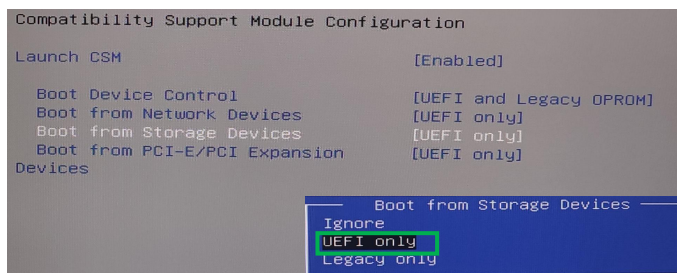 Compatibility Support Module Configuration
Launch CSM [Enabled]
Boot Device Control [UEFI and Legacy OPROM]
Boot from Network Devices [UEFI only]
Boot from Storage Devices [UEFI only]
Boot from PCI-E/PCI Expansion [UEFI only]
Devices
Boot from Storage Devices
Ignore
UEFI only
Legacy only